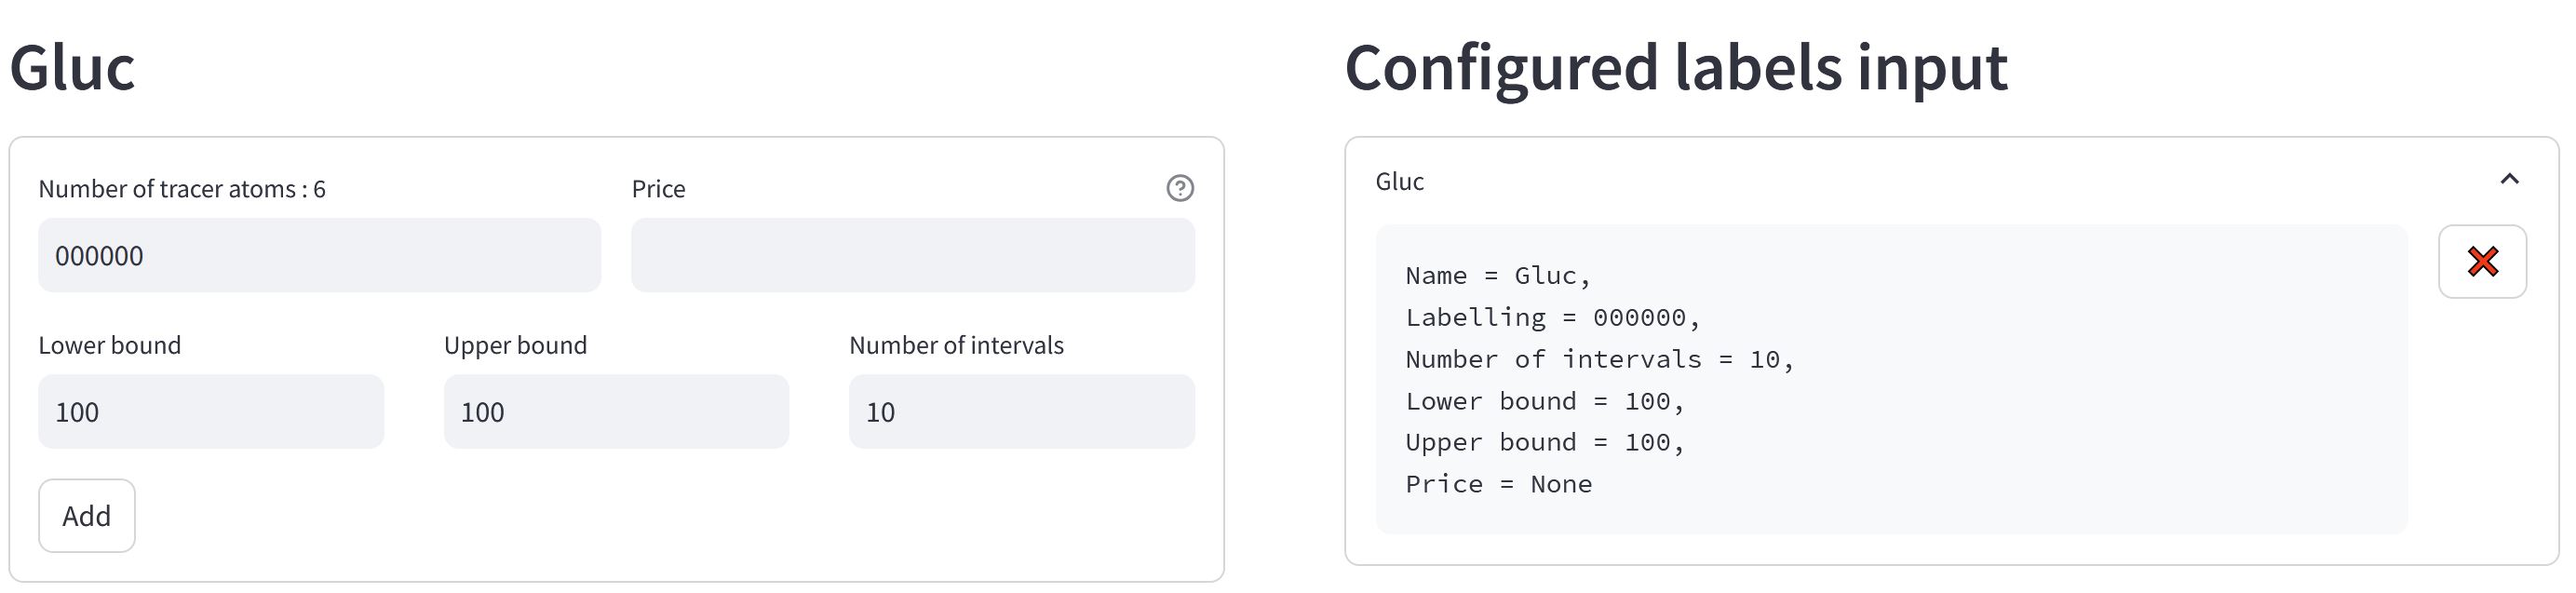 Gluc
Number of tracer atoms : 6
Price
000000
Lower bound
Upper bound
Number of intervals
100
100
10
Add
Configured labels input
Gluc
Name = Gluc,
Labelling = 000000,
Number of intervals = 10,
Lower bound = 100,
Upper bound = 100,
Price = None